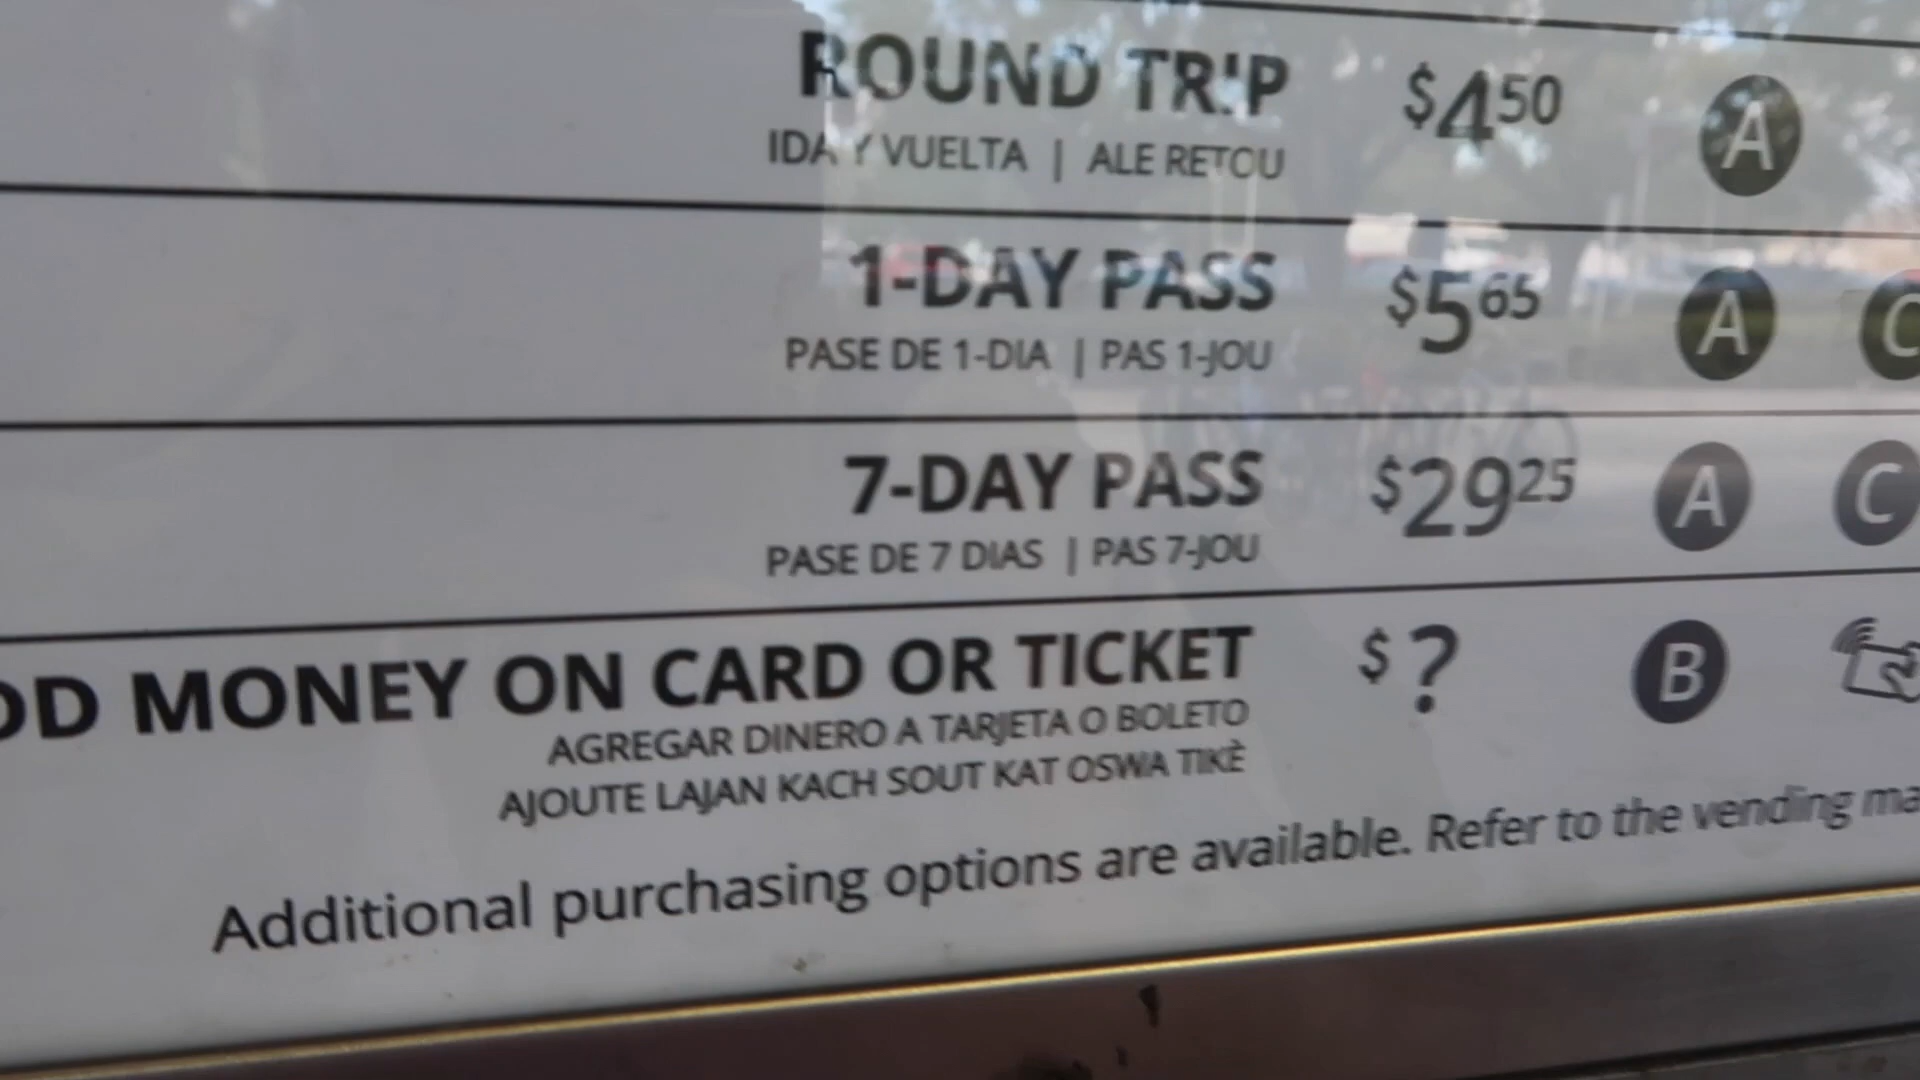 ROUND TRIP $4.50 A
IDA Y VUELTA | ALE RETOU
1-DAY PASS $5.65 A C
PASE DE 1-DIA | PAS 1-JOU
7-DAY PASS $29.25 A C
PASE DE 7 DIAS | PAS 7-JOU
MONEY ON CARD OR TICKET $? B
AGREGAR DINERO A TARJETA O BOLETO
AJOUTE LAJAN KACH SOUT KAT OSWA TIKÈ
Additional purchasing options are available. Refer to the vending